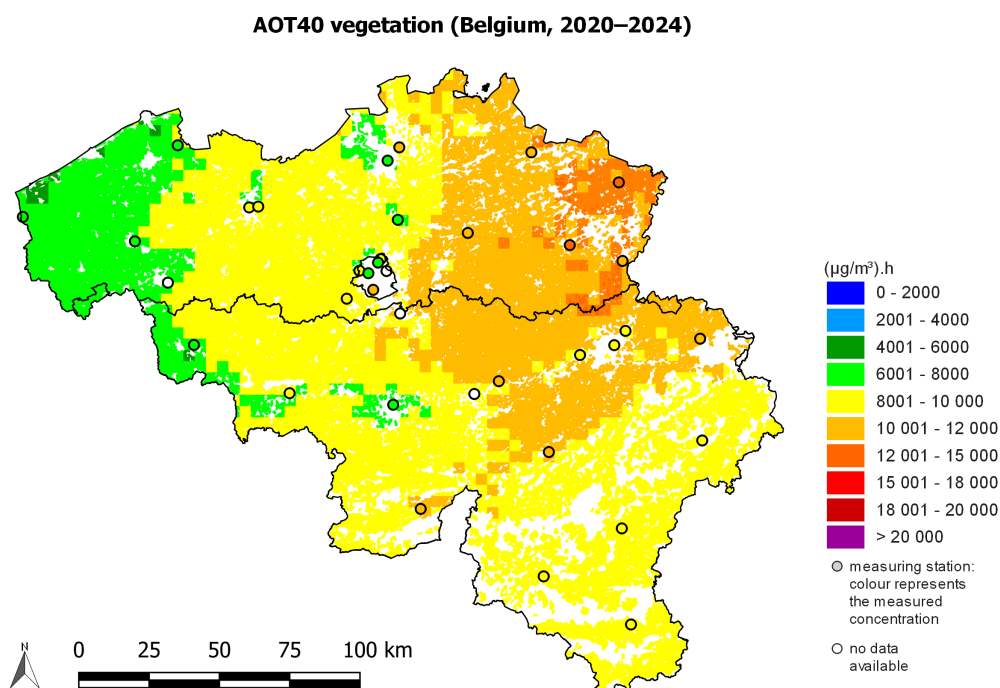 AOT40 vegetation (Belgium, 2020–2024)
(µg/m³).h
0 - 2000
2001 - 4000
4001 - 6000
6001 - 8000
8001 - 10 000
10 001 - 12 000
12 001 - 15 000
15 001 - 18 000
18 001 - 20 000
> 20 000
measuring station:
colour represents
the measured
concentration
no data
available
N
0 25 50 75 100 km